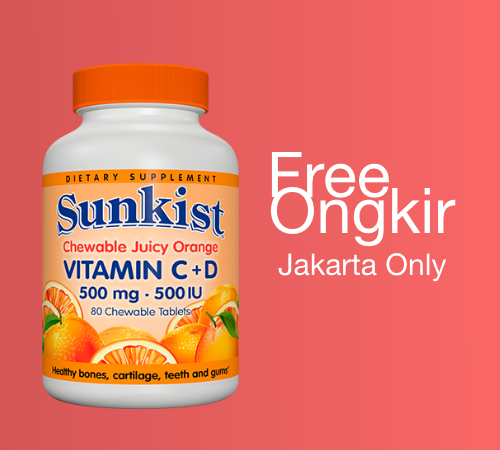 DIETARY SUPPLEMENT
Sunkist
Chewable Juicy Orange
VITAMIN C+D
500 mg · 500 IU
80 Chewable Tablets
Healthy bones, cartilage, teeth and gums*
Free
Ongkir
Jakarta Only